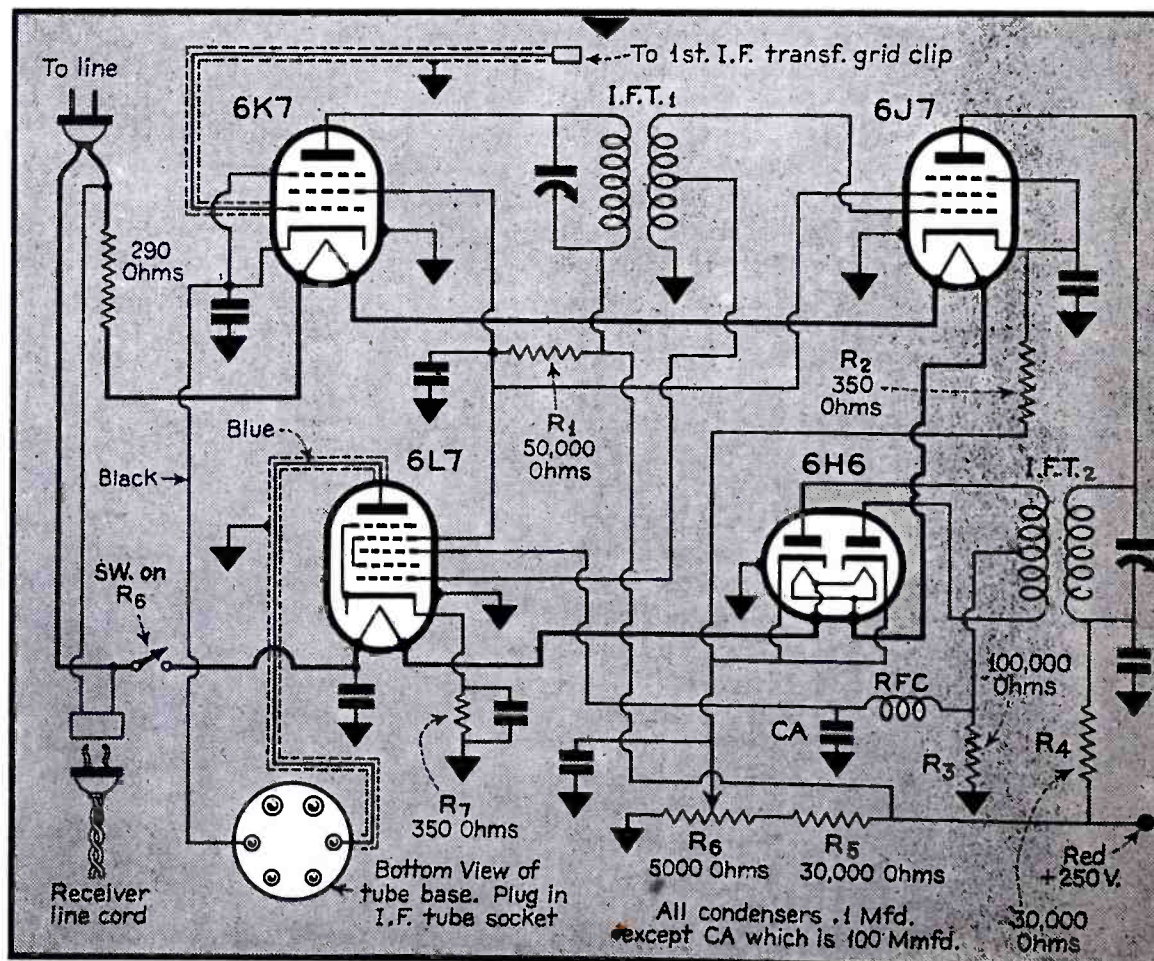 To line
To 1st. I.F. transf. grid clip
6K7
I.F.T.1
6J7
290
Ohms
R1
50,000
Ohms
R2
350
Ohms
Blue
6L7
Black
6H6
I.F.T.2
SW. on
R6
100,000
Ohms
RFC
CA
R3
R4
R7
350 Ohms
R6
5000 Ohms
R5
30,000 Ohms
Red
+250 V.
Receiver
line cord
Bottom View of
tube base. Plug in
I.F. tube socket
All condensers .1 Mfd.
except CA which is 100 Mmfd.
30,000
Ohms